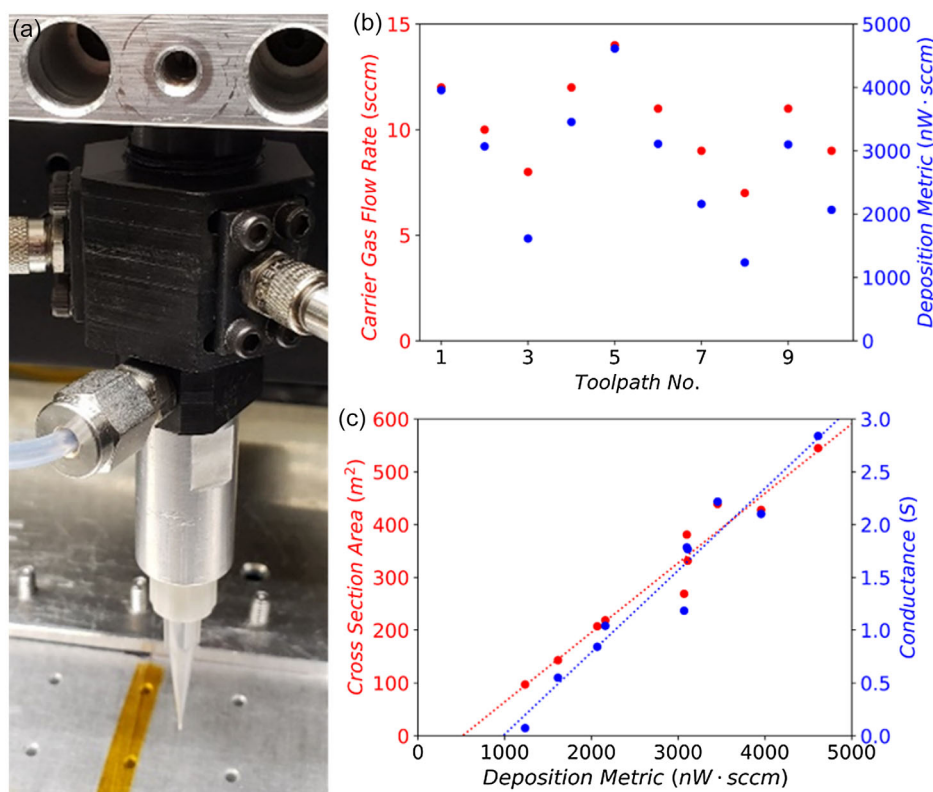 (a)
(b)
Carrier Gas Flow Rate (sccm)
15
10
5
0
5000
4000
3000
2000
1000
0
Deposition Metric (nW · sccm)
1 3 5 7 9
Toolpath No.
(c)
Cross Section Area (m²)
600
500
400
300
200
100
0
3.0
2.5
2.0
1.5
1.0
0.5
0.0
Conductance (S)
0 1000 2000 3000 4000 5000
Deposition Metric (nW · sccm)